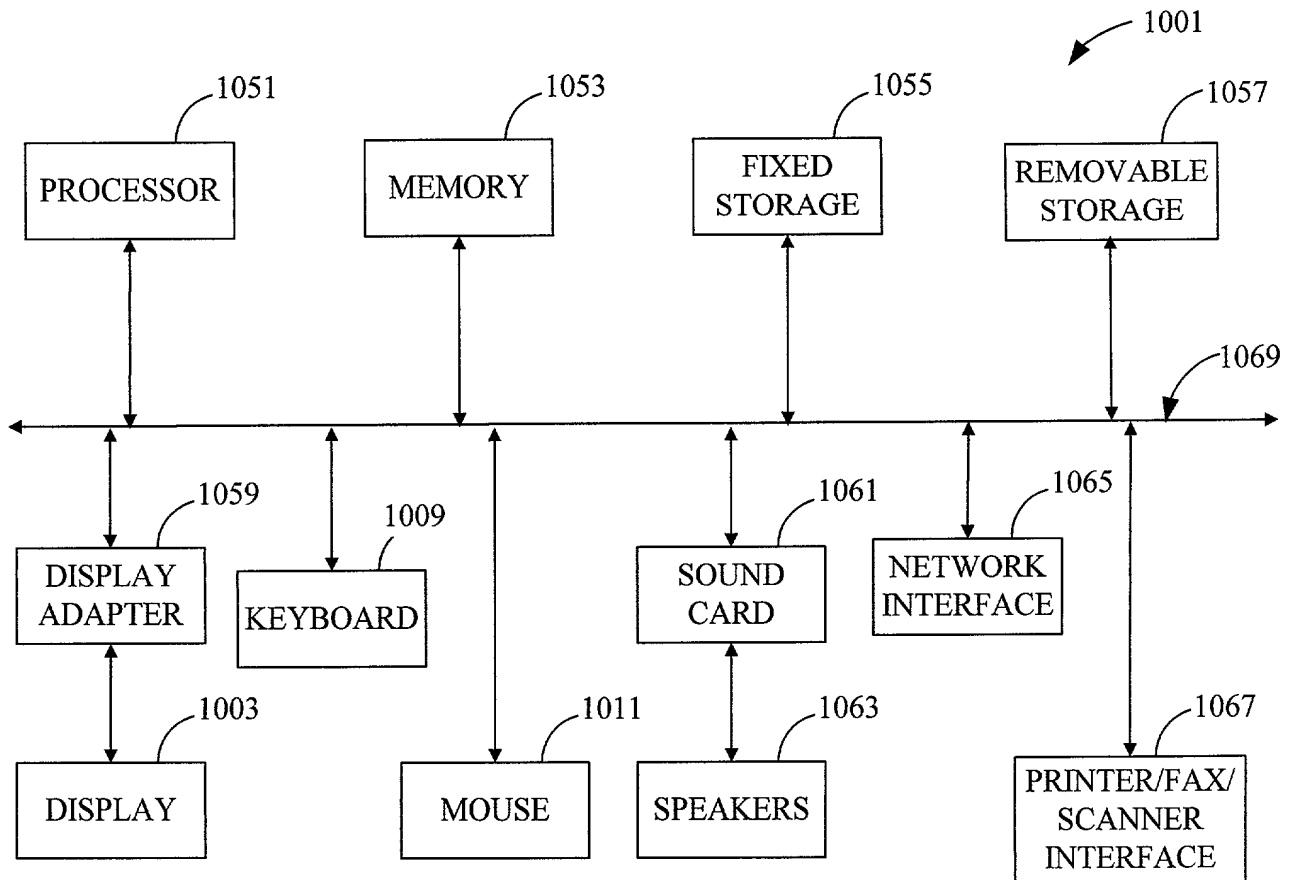 1001
1051
1053
1055
1057
PROCESSOR
MEMORY
FIXED
STORAGE
REMOVABLE
STORAGE
1069
1059
1009
1061
1065
DISPLAY
ADAPTER
KEYBOARD
SOUND
CARD
NETWORK
INTERFACE
1003
1011
1063
1067
DISPLAY
MOUSE
SPEAKERS
PRINTER/FAX/
SCANNER
INTERFACE